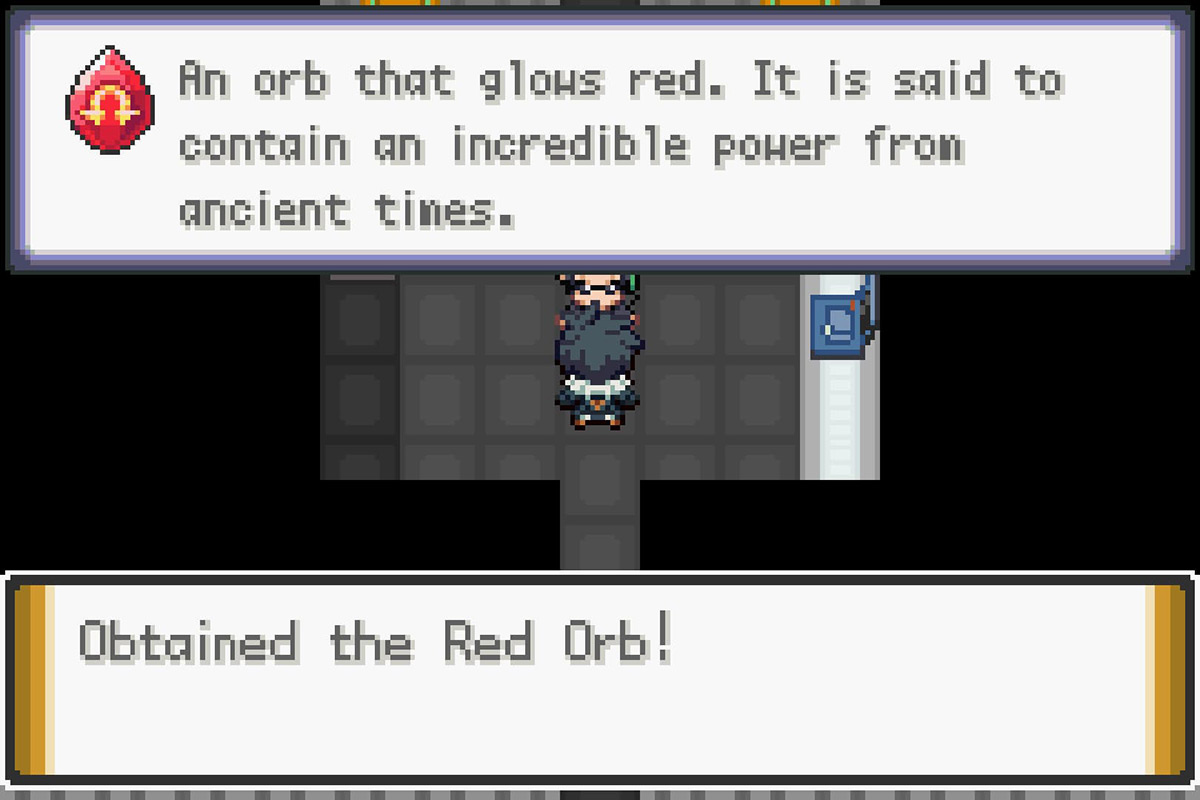 An orb that glows red. It is said to
contain an incredible power from
ancient times.
Obtained the Red Orb!